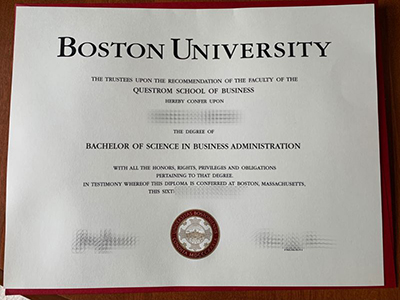 BOSTON UNIVERSITY
THE TRUSTEES UPON THE RECOMMENDATION OF THE FACULTY OF THE
QUESTROM SCHOOL OF BUSINESS
HEREBY CONFER UPON
THE DEGREE OF
BACHELOR OF SCIENCE IN BUSINESS ADMINISTRATION
WITH ALL THE HONORS, RIGHTS, PRIVILEGES AND OBLIGATIONS
PERTAINING TO THAT DEGREE.
IN TESTIMONY WHEREOF THIS DIPLOMA IS CONFERRED AT BOSTON, MASSACHUSETTS,
THIS